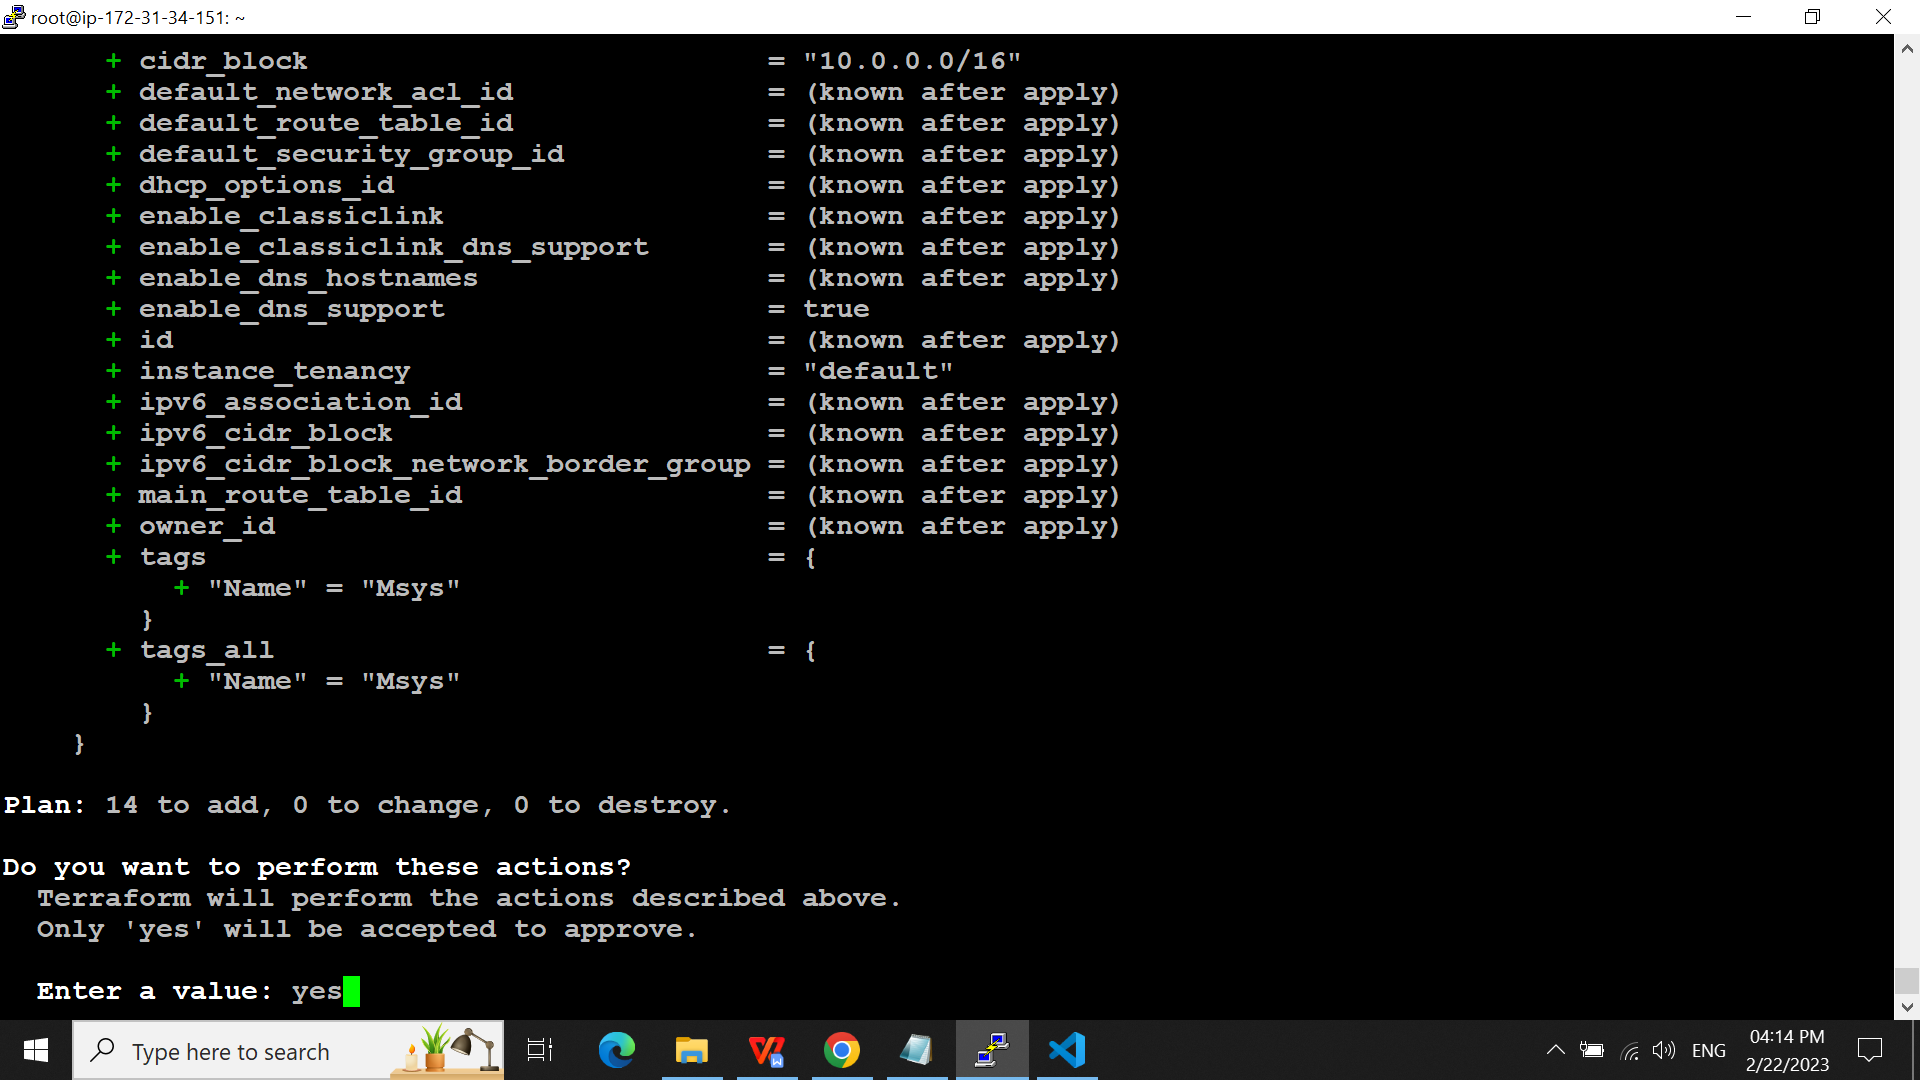 root@ip-172-31-34-151: ~
+ cidr_block = "10.0.0.0/16"
+ default_network_acl_id = (known after apply)
+ default_route_table_id = (known after apply)
+ default_security_group_id = (known after apply)
+ dhcp_options_id = (known after apply)
+ enable_classiclink = (known after apply)
+ enable_classiclink_dns_support = (known after apply)
+ enable_dns_hostnames = (known after apply)
+ enable_dns_support = true
+ id = (known after apply)
+ instance_tenancy = "default"
+ ipv6_association_id = (known after apply)
+ ipv6_cidr_block = (known after apply)
+ ipv6_cidr_block_network_border_group = (known after apply)
+ main_route_table_id = (known after apply)
+ owner_id = (known after apply)
+ tags = {
+ "Name" = "Msys"
}
+ tags_all = {
+ "Name" = "Msys"
}
}
Plan: 14 to add, 0 to change, 0 to destroy.
Do you want to perform these actions?
Terraform will perform the actions described above.
Only 'yes' will be accepted to approve.
Enter a value: yes
Type here to search
ENG
04:14 PM
2/22/2023